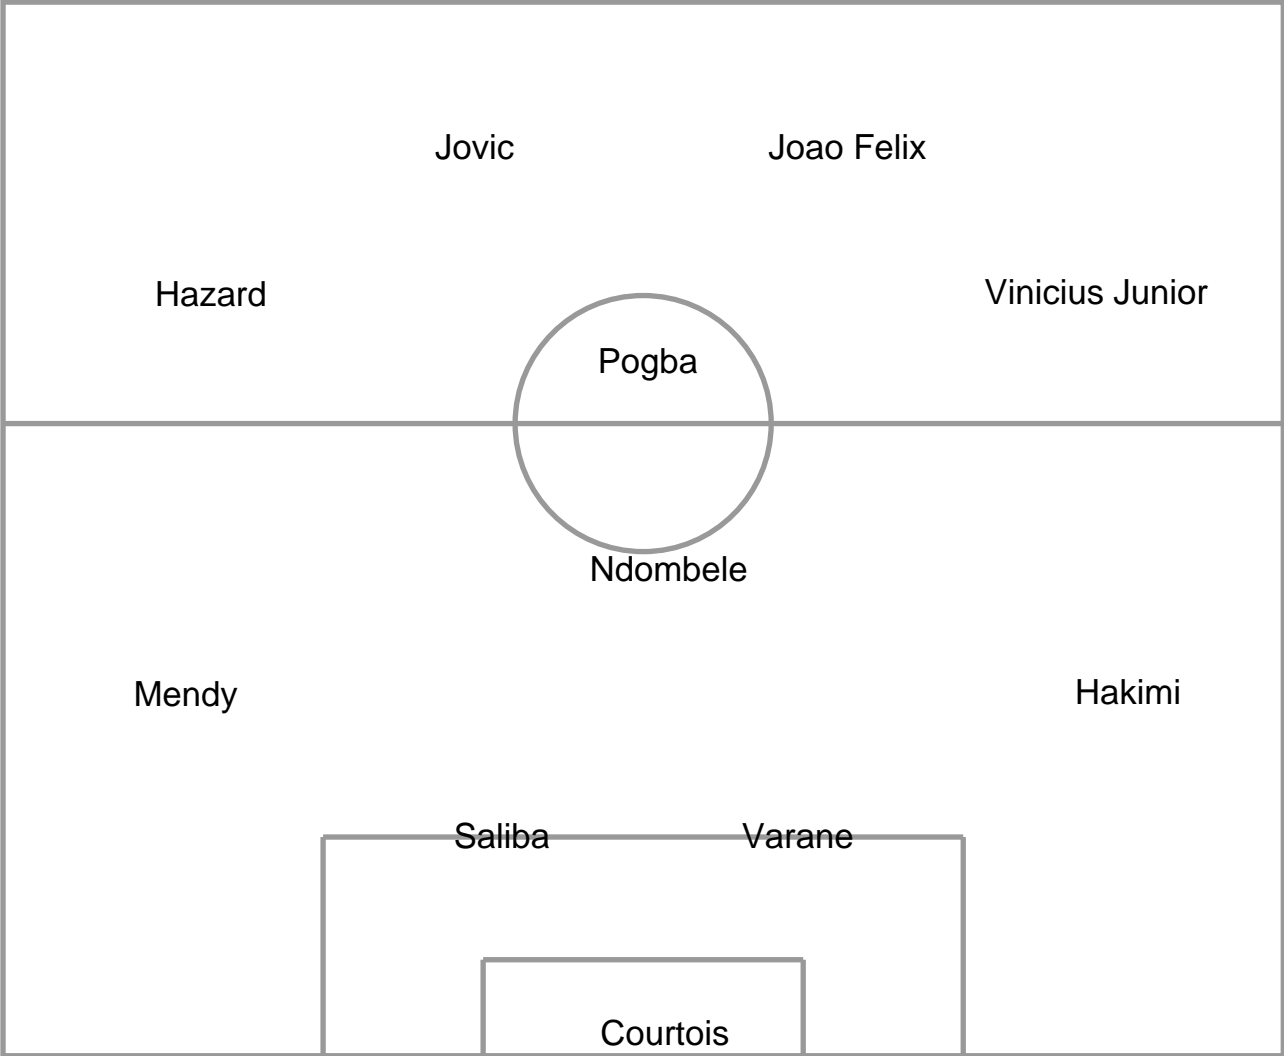 Jovic
Joao Felix
Hazard
Vinicius Junior
Pogba
Ndombele
Mendy
Hakimi
Saliba
Varane
Courtois